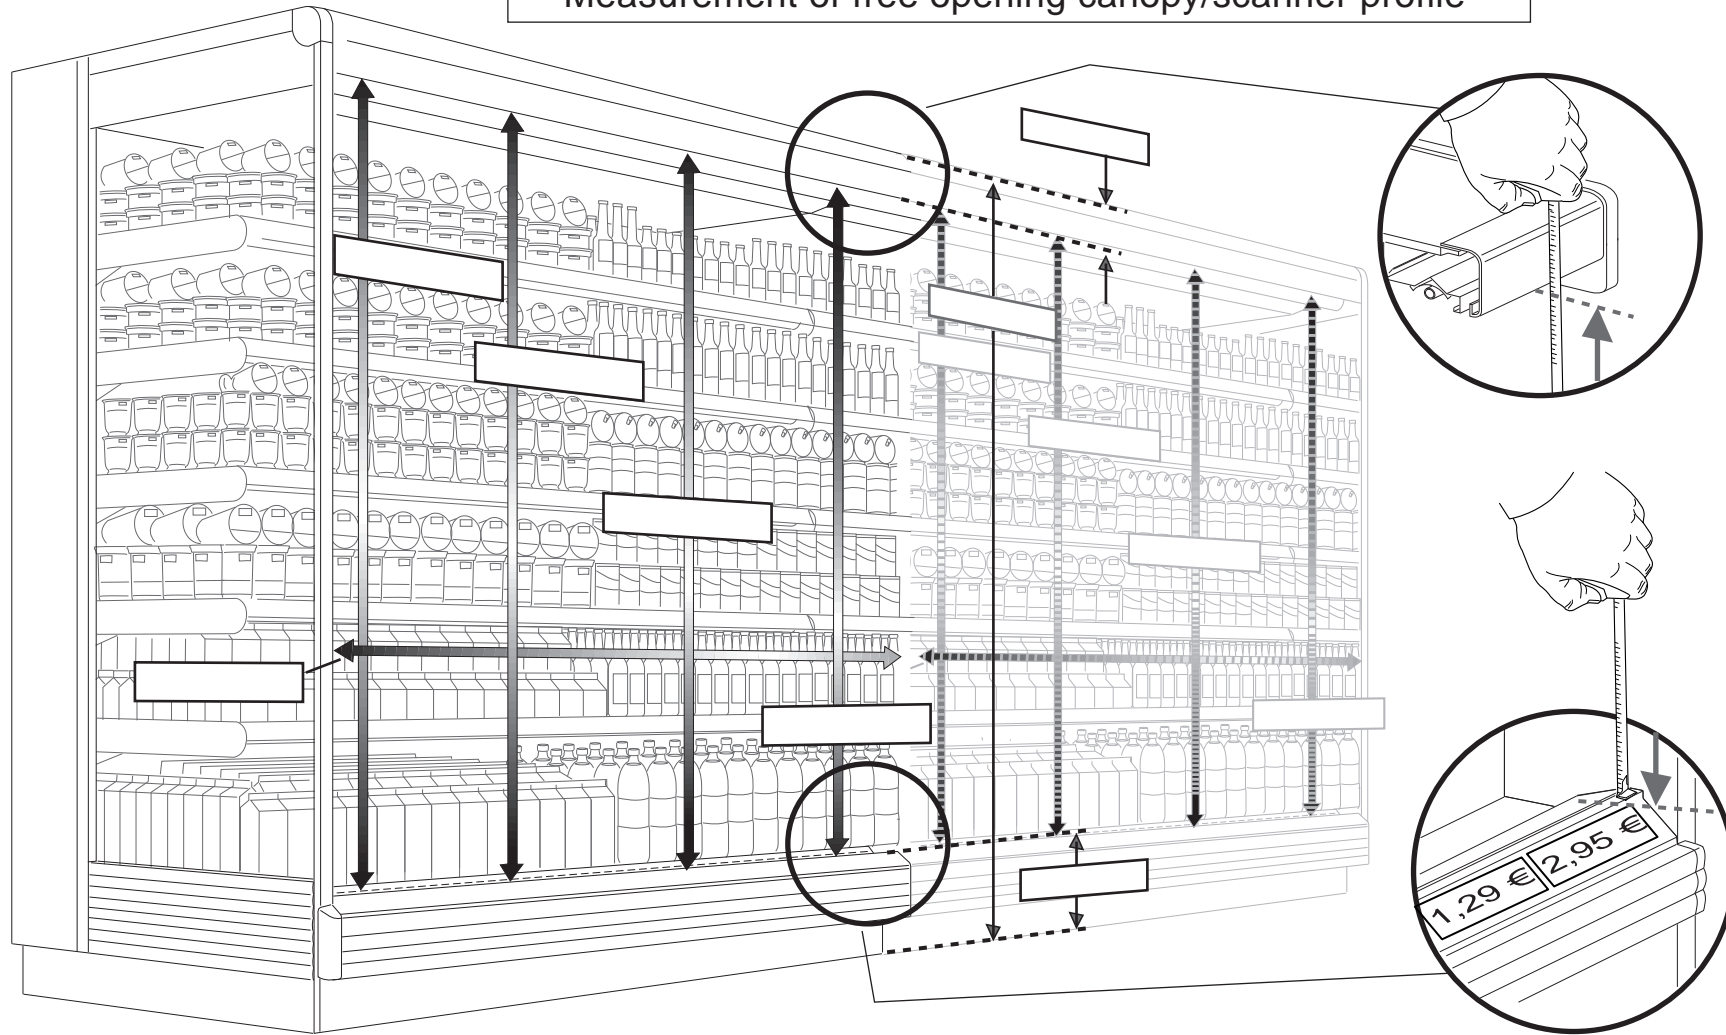 Measurement of free opening canopy/scanner profile
1,29 €
2,95 €